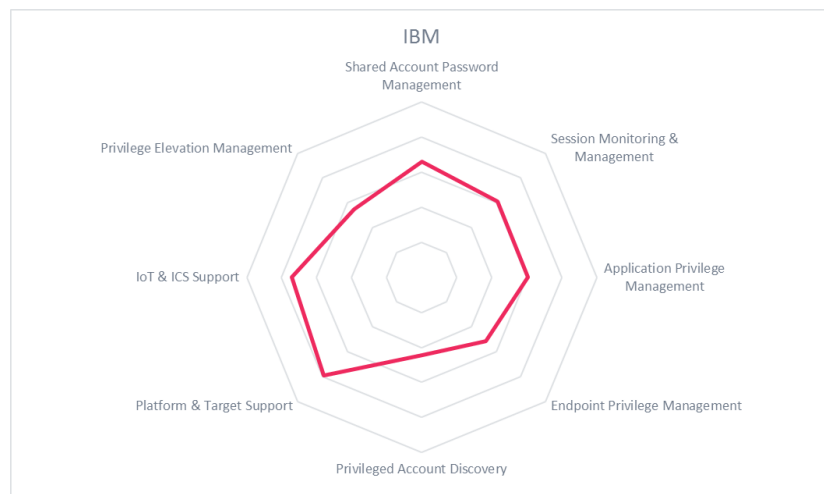 IBM
Shared Account Password
Management
Session Monitoring &
Management
Privilege Elevation Management
Application Privilege
Management
IoT & ICS Support
Endpoint Privilege Management
Platform & Target Support
Privileged Account Discovery